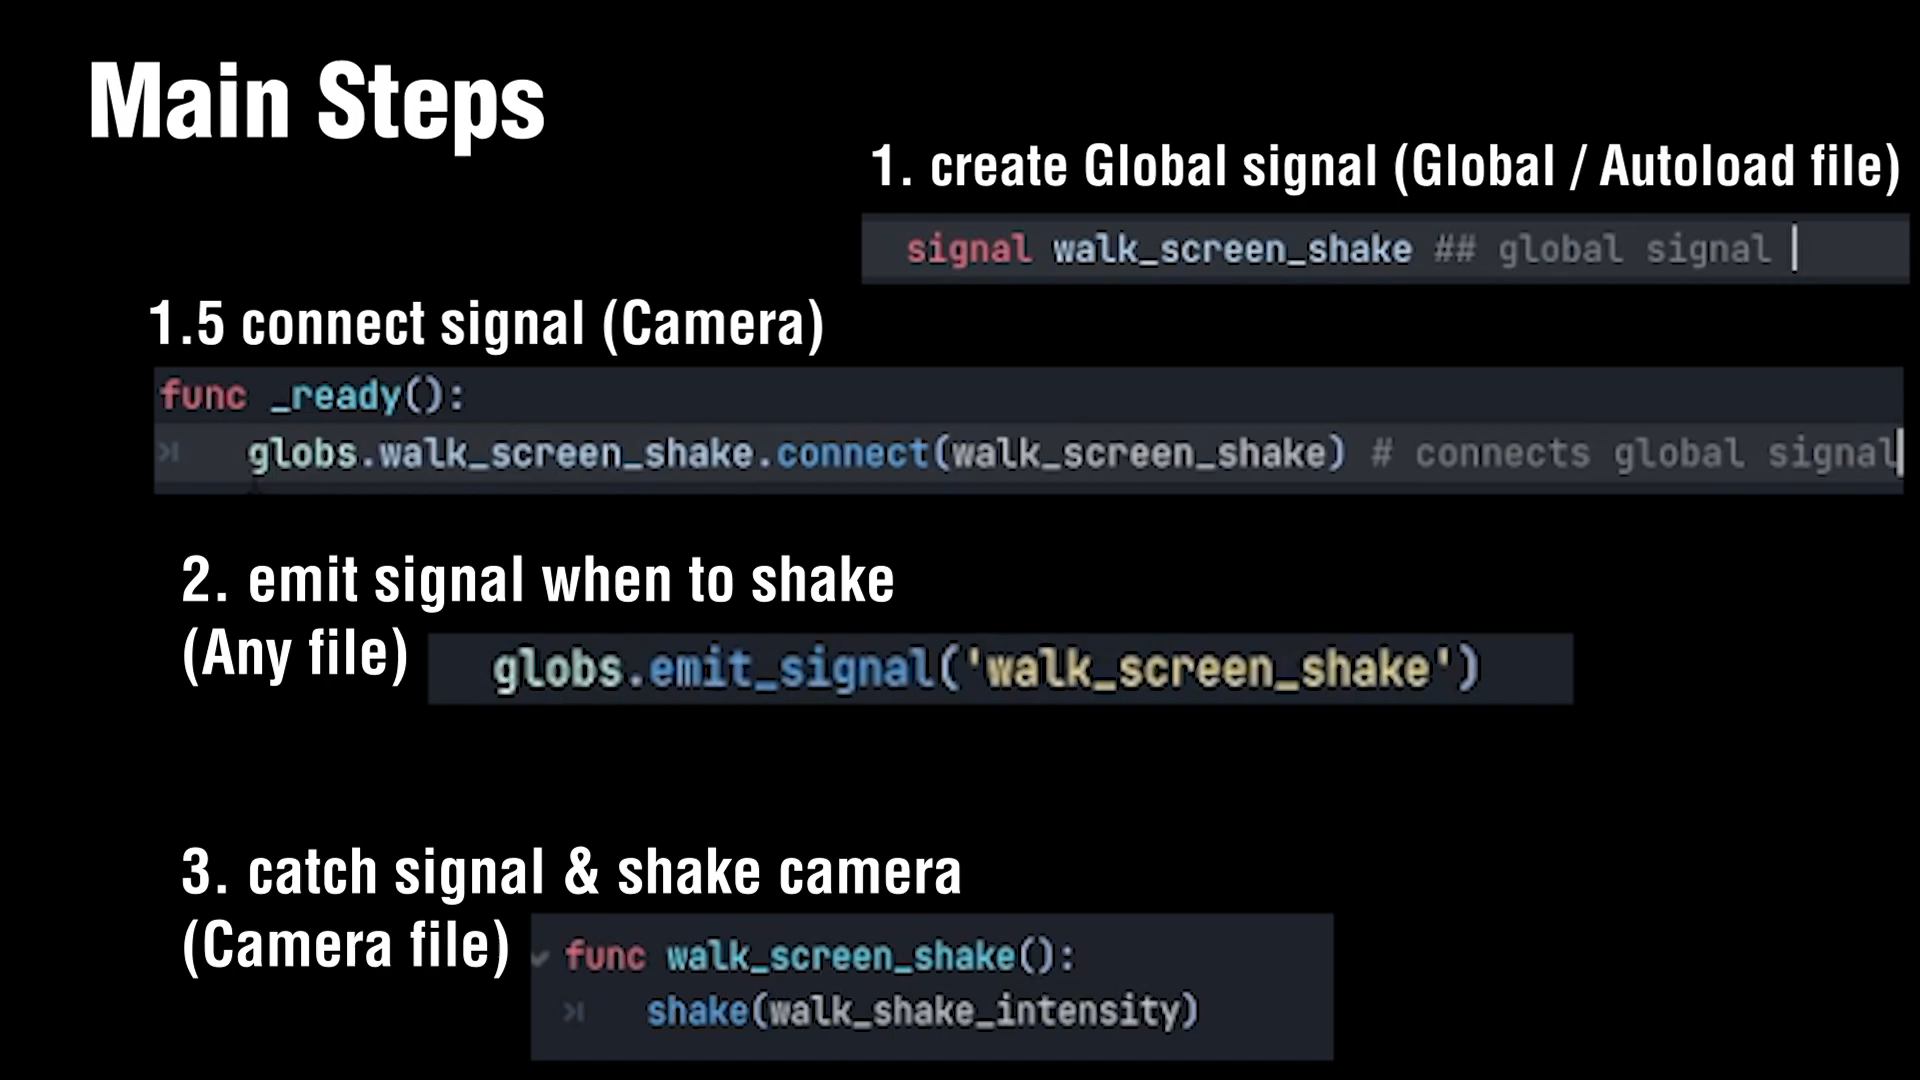 Main Steps
1. create Global signal (Global / Autoload file)
signal walk_screen_shake ## global signal
1.5 connect signal (Camera)
func _ready():
globs.walk_screen_shake.connect(walk_screen_shake) # connects global signal
2. emit signal when to shake
(Any file)
globs.emit_signal('walk_screen_shake')
3. catch signal & shake camera
(Camera file)
func walk_screen_shake():
shake(walk_shake_intensity)